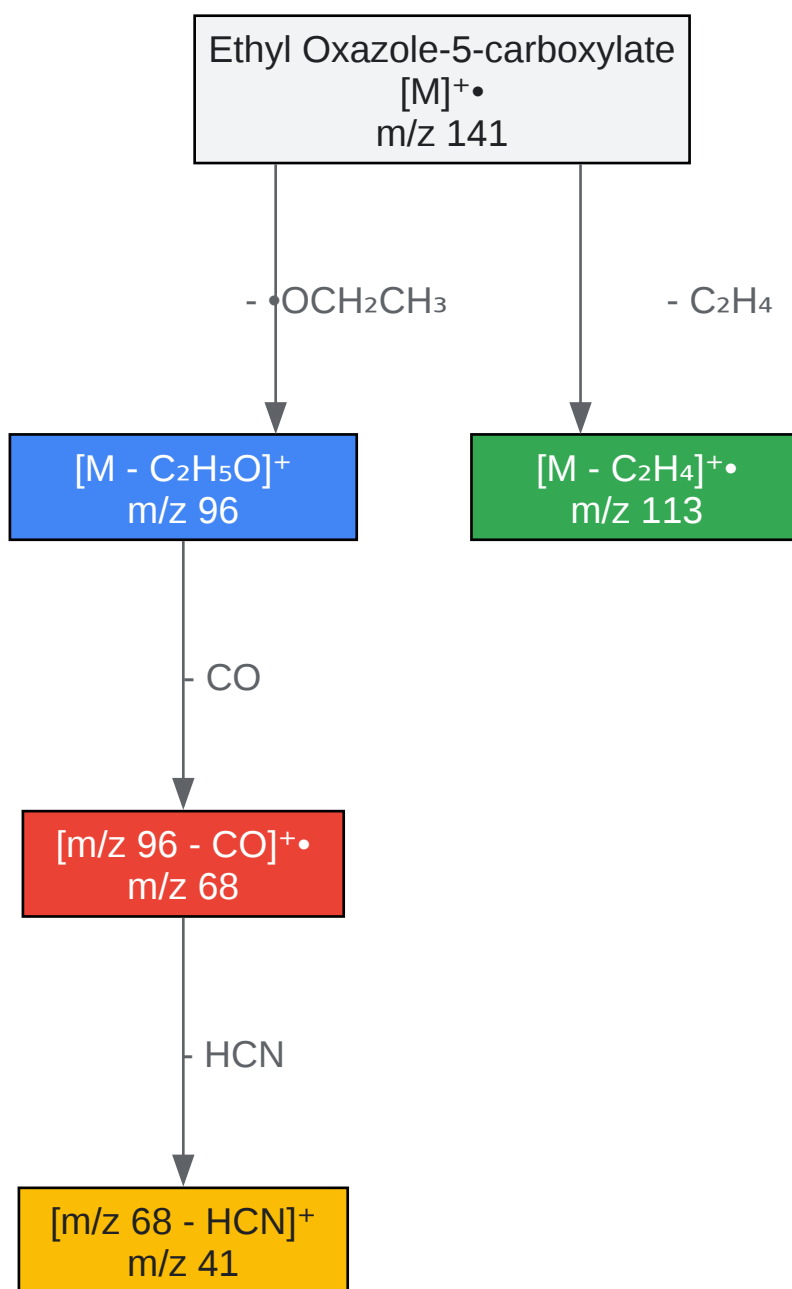 Ethyl Oxazole-5-carboxylate
[M]⁺•
m/z 141
- •OCH₂CH₃
- C₂H₄
[M - C₂H₅O]⁺
m/z 96
[M - C₂H₄]⁺•
m/z 113
- CO
[m/z 96 - CO]⁺•
m/z 68
- HCN
[m/z 68 - HCN]⁺
m/z 41